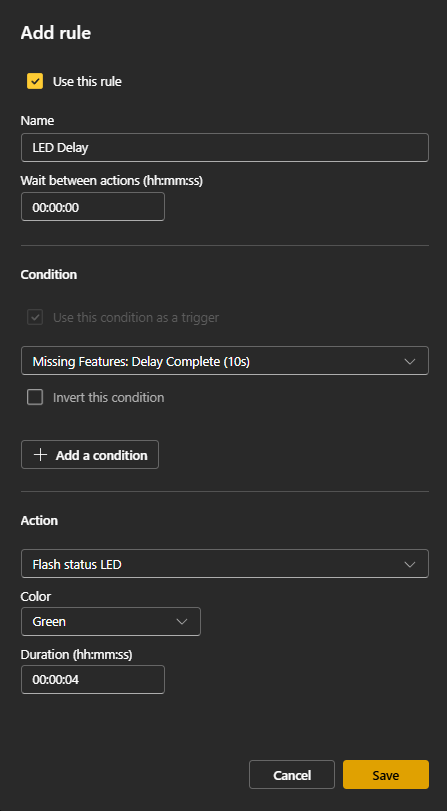 Add rule
Use this rule
Name
LED Delay
Wait between actions (hh:mm:ss)
00:00:00
Condition
Use this condition as a trigger
Missing Features: Delay Complete (10s)
Invert this condition
Add a condition
Action
Flash status LED
Color
Green
Duration (hh:mm:ss)
00:00:04
Cancel Save